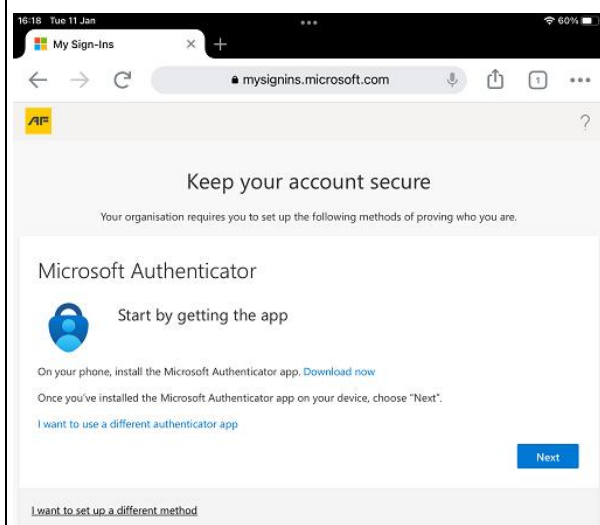 16:18 Tue 11 Jan 60%
My Sign-Ins
mysignins.microsoft.com 1
AF ?
Keep your account secure
Your organisation requires you to set up the following methods of proving who you are.
Microsoft Authenticator
Start by getting the app
On your phone, install the Microsoft Authenticator app. Download now
Once you've installed the Microsoft Authenticator app on your device, choose "Next".
I want to use a different authenticator app
Next
I want to set up a different method